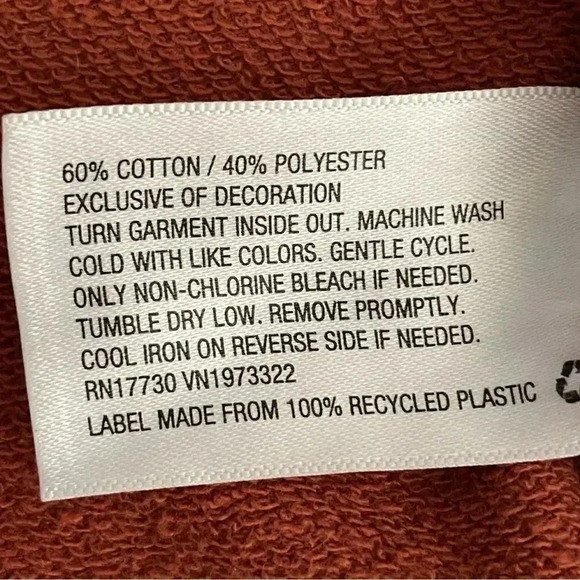 60% COTTON / 40% POLYESTER
EXCLUSIVE OF DECORATION
TURN GARMENT INSIDE OUT. MACHINE WASH
COLD WITH LIKE COLORS. GENTLE CYCLE.
ONLY NON-CHLORINE BLEACH IF NEEDED.
TUMBLE DRY LOW. REMOVE PROMPTLY.
COOL IRON ON REVERSE SIDE IF NEEDED.
RN17730 VN1973322
LABEL MADE FROM 100% RECYCLED PLASTIC